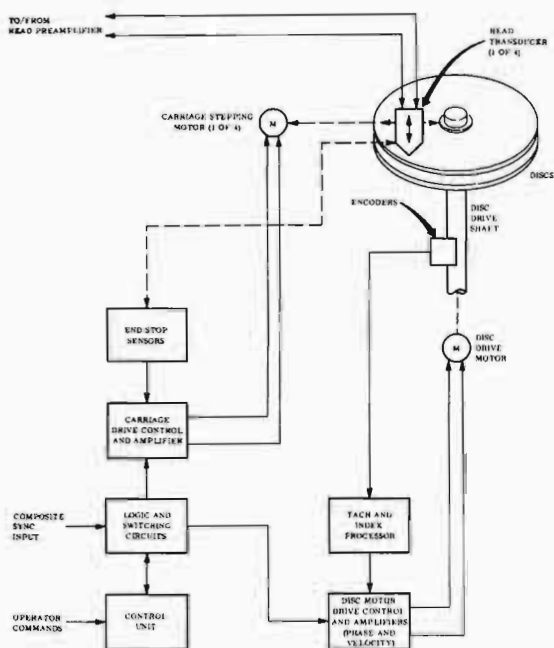 TO/FROM
READ PREAMPLIFIER
HEAD
TRANSDUCER
(1 OF 4)
CARRIAGE STEPPING
MOTOR (1 OF 4)
M
DISCS
ENCODERS
DISC
DRIVE
SHAFT
END-STOP
SENSORS
M
DISC
DRIVE
MOTOR
CARRIAGE
DRIVE CONTROL
AND AMPLIFIER
COMPOSITE
SYNC
INPUT
LOGIC AND
SWITCHING
CIRCUITS
TACH AND
INDEX
PROCESSOR
OPERATOR
COMMANDS
CONTROL
UNIT
DISC MOTOR
DRIVE CONTROL
AND AMPLIFIERS
(PHASE AND
VELOCITY)